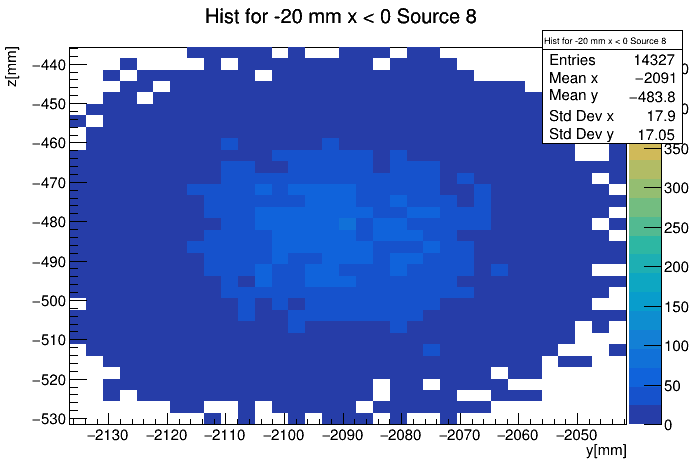 Hist for -20 mm x < 0 Source 8
Hist for -20 mm x < 0 Source 8
Entries 14327
Mean x −2091
Mean y −483.8
Std Dev x 17.9
Std Dev y 17.05
z[mm]
−440
−450
−460
−470
−480
−490
−500
−510
−520
−530
−2130 −2120 −2110 −2100 −2090 −2080 −2070 −2060 −2050
y[mm]
350
300
250
200
150
100
50
0